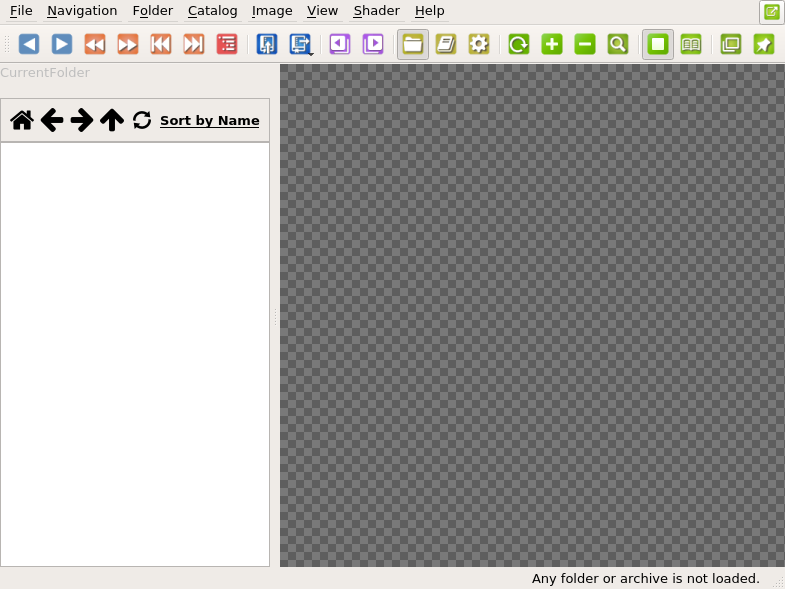 File Navigation Folder Catalog Image View Shader Help
CurrentFolder
Sort by Name
Any folder or archive is not loaded.